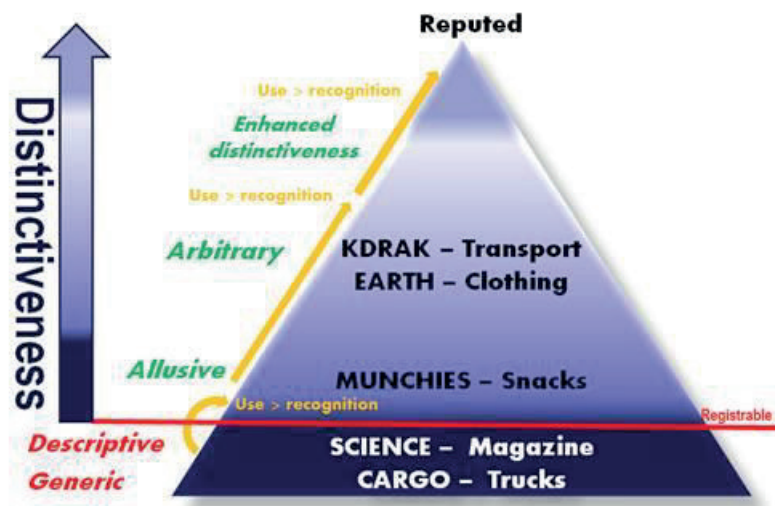 Reputed
Use > recognition
Enhanced
distinctiveness
Use > recognition
Distinctiveness
Arbitrary
KDRAK – Transport
EARTH – Clothing
Allusive
MUNCHIES – Snacks
Use > recognition
Registrable
Descriptive
SCIENCE – Magazine
Generic
CARGO – Trucks